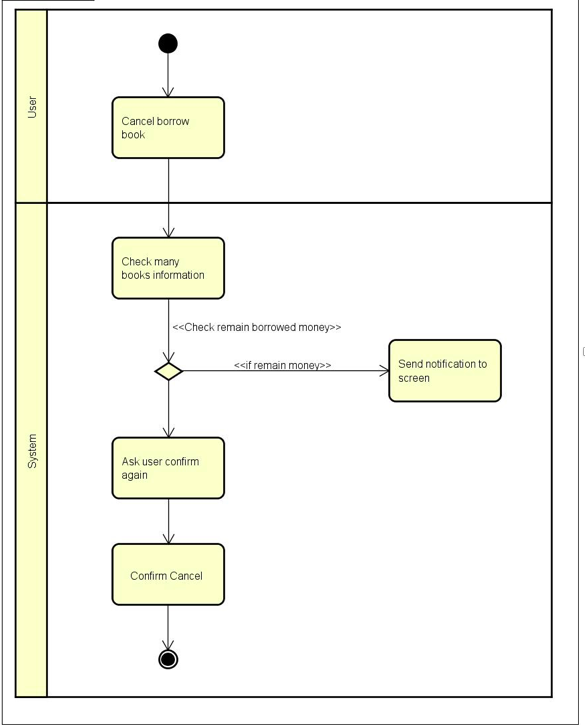 User
Cancel borrow
book
System
Check many
books information
<<Check remain borrowed money>>
<<if remain money>>
Send notification to
screen
Ask user confirm
again
Confirm Cancel